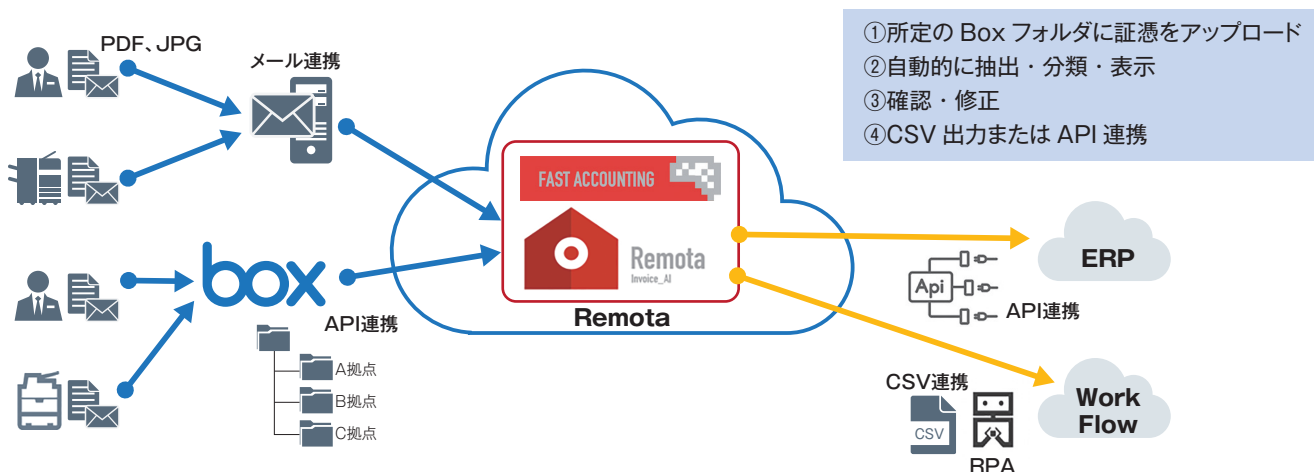 PDF、JPG
メール連携
①所定の Box フォルダに証憑をアップロード
②自動的に抽出・分類・表示
③確認・修正
④CSV 出力または API 連携
FAST ACCOUNTING
Remota
Invoice_AI
Remota
box
API連携
A拠点
B拠点
C拠点
ERP
Api
API連携
CSV連携
CSV
RPA
Work
Flow